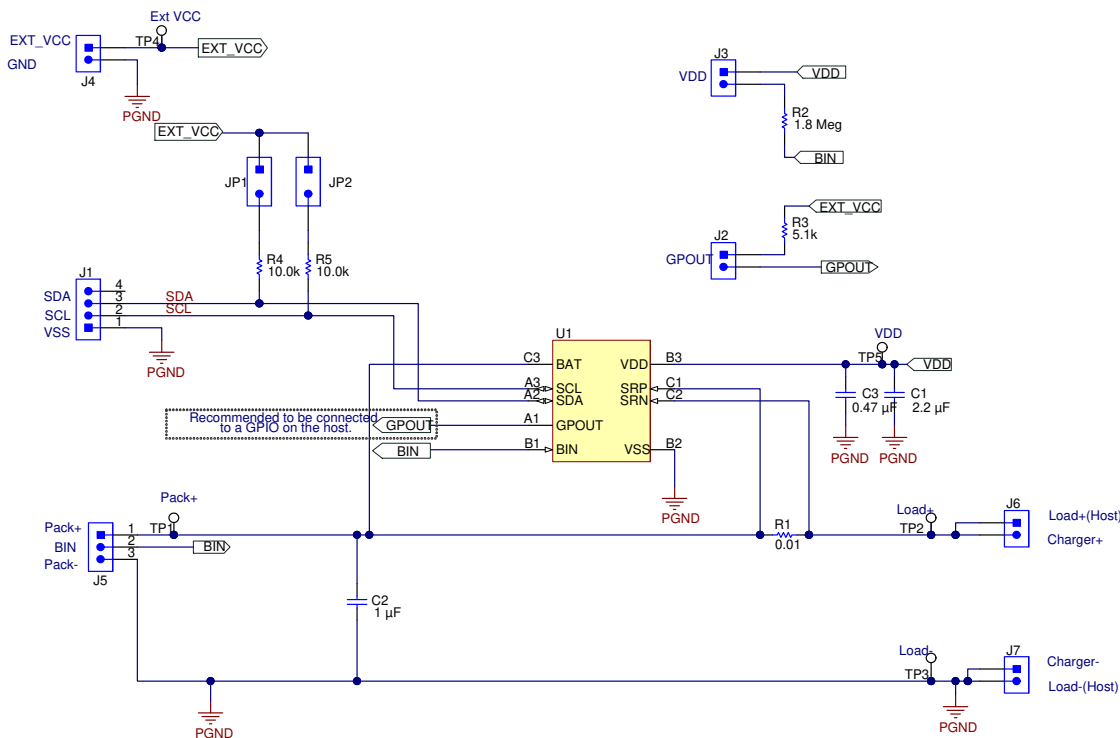 Ext VCC
EXT_VCC
TP4
EXT_VCC
GND
J4
PGND
EXT_VCC
JP1
JP2
R4
10.0k
R5
10.0k
J1
SDA
SCL
VSS
4
3
2
1
SDA
SCL
PGND
J3
VDD
VDD
R2
1.8 Meg
BIN
EXT_VCC
R3
5.1k
J2
GPOUT
GPOUT
U1
C3
BAT
A3
SCL
A2
SDA
A1
GPOUT
B1
BIN
VDD
B3
SRP
C1
SRN
C2
VSS
B2
PGND
VDD
TP5
VDD
C3
0.47 µF
C1
2.2 µF
PGND
PGND
Recommended to be connected
to a GPIO on the host.
GPOUT
BIN
Pack+
TP1
Pack+
BIN
Pack-
1
2
3
J5
BIN
C2
1 µF
R1
0.01
Load+
TP2
J6
Load+(Host)
Charger+
Load-
TP3
J7
Charger-
Load-(Host)
PGND
PGND